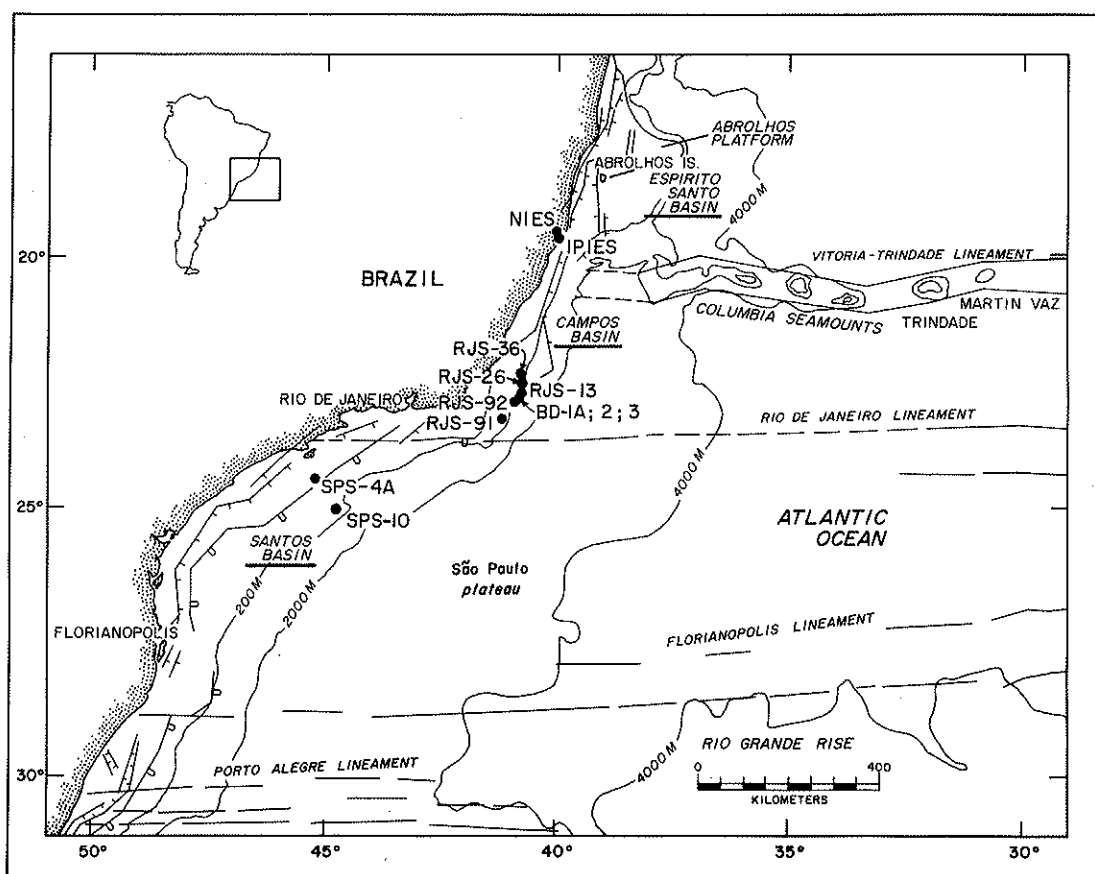 ABROLHOS
PLATFORM
ABROLHOS IS.
ESPIRITO
SANTO
BASIN
4000 M
NIES
IPIES
20°
BRAZIL
VITORIA-TRINDADE LINEAMENT
MARTIN VAZ
COLUMBIA SEAMOUNTS
TRINDADE
CAMPOS
BASIN
RJS-36
RJS-26
RJS-13
RIO DE JANEIRO
RJS-92
BD-1A; 2; 3
RJS-91
RIO DE JANEIRO LINEAMENT
4000 M
SPS-4A
25°
SPS-10
ATLANTIC
OCEAN
SANTOS
BASIN
São Paulo
plateau
200 M
2000 M
FLORIANOPOLIS
FLORIANOPOLIS LINEAMENT
RIO GRANDE RISE
PORTO ALEGRE LINEAMENT
4000 M
0 400
KILOMETERS
30°
50° 45° 40° 35° 30°